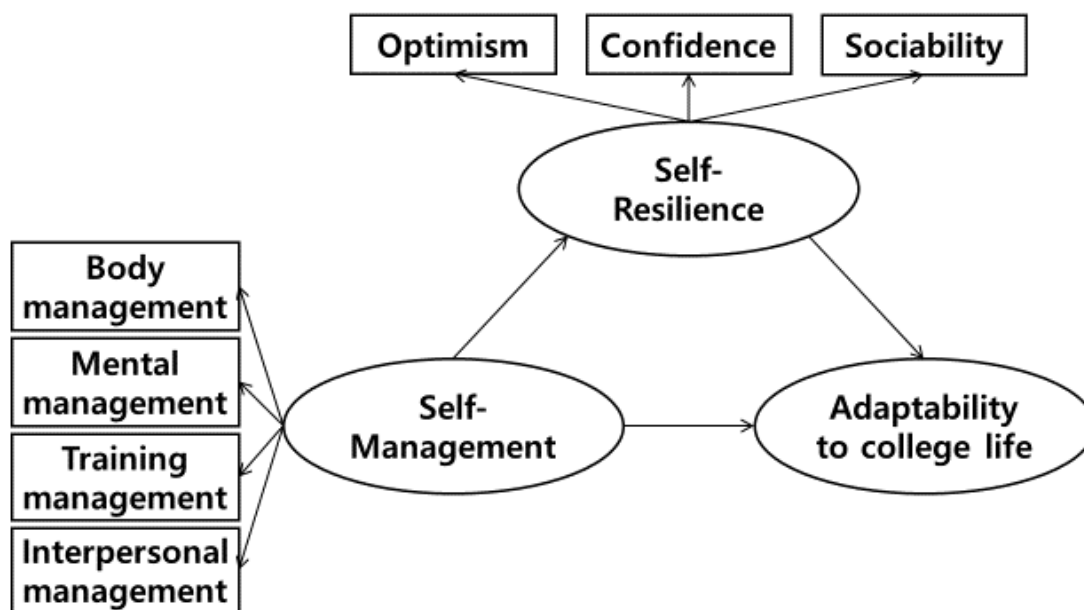 Optimism
Confidence
Sociability
Self-
Resilience
Body
management
Mental
management
Training
management
Interpersonal
management
Self-
Management
Adaptability
to college life